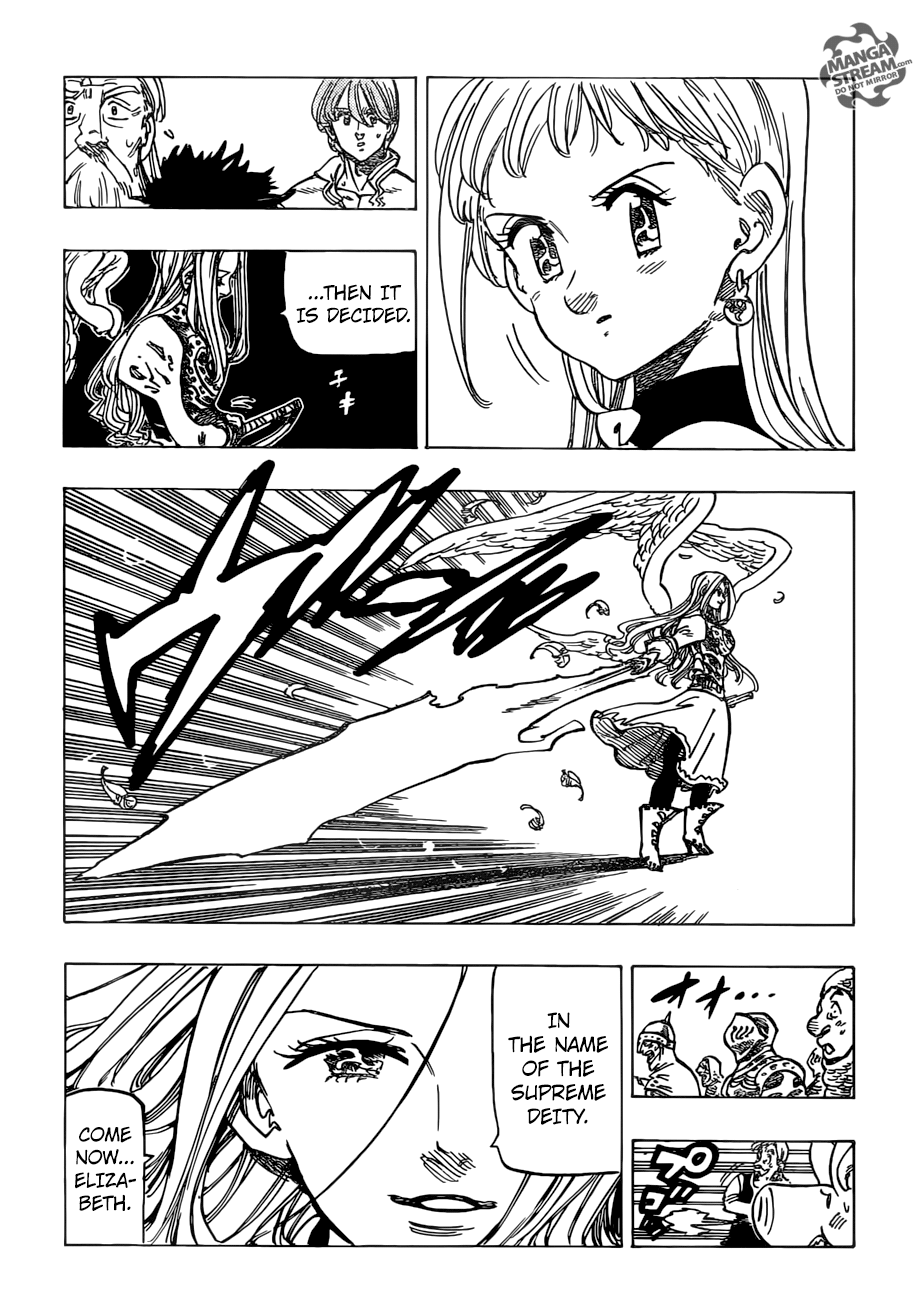 MANGA
STREAM.com
DO NOT MIRROR
...THEN IT
IS DECIDED.
エ
キ
オオ...
IN
THE NAME
OF THE
SUPREME
DEITY.
COME
NOW...
ELIZA-
BETH.